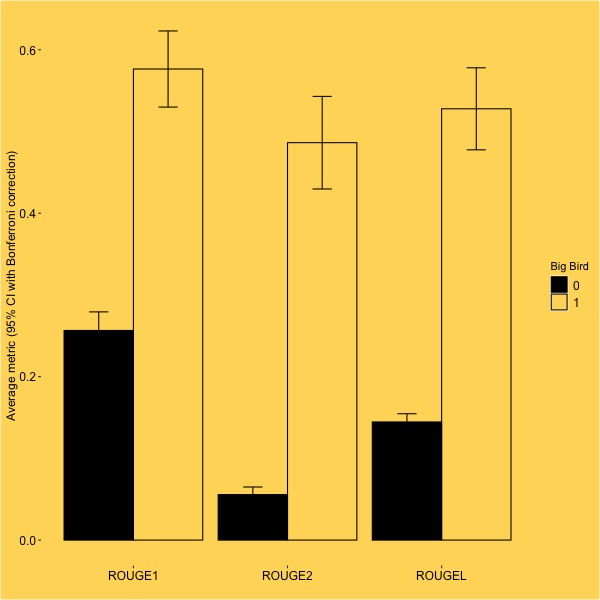 Average metric (95% CI with Bonferroni correction)
0.6
0.4
0.2
0.0
ROUGE1
ROUGE2
ROUGEL
Big Bird
0
1